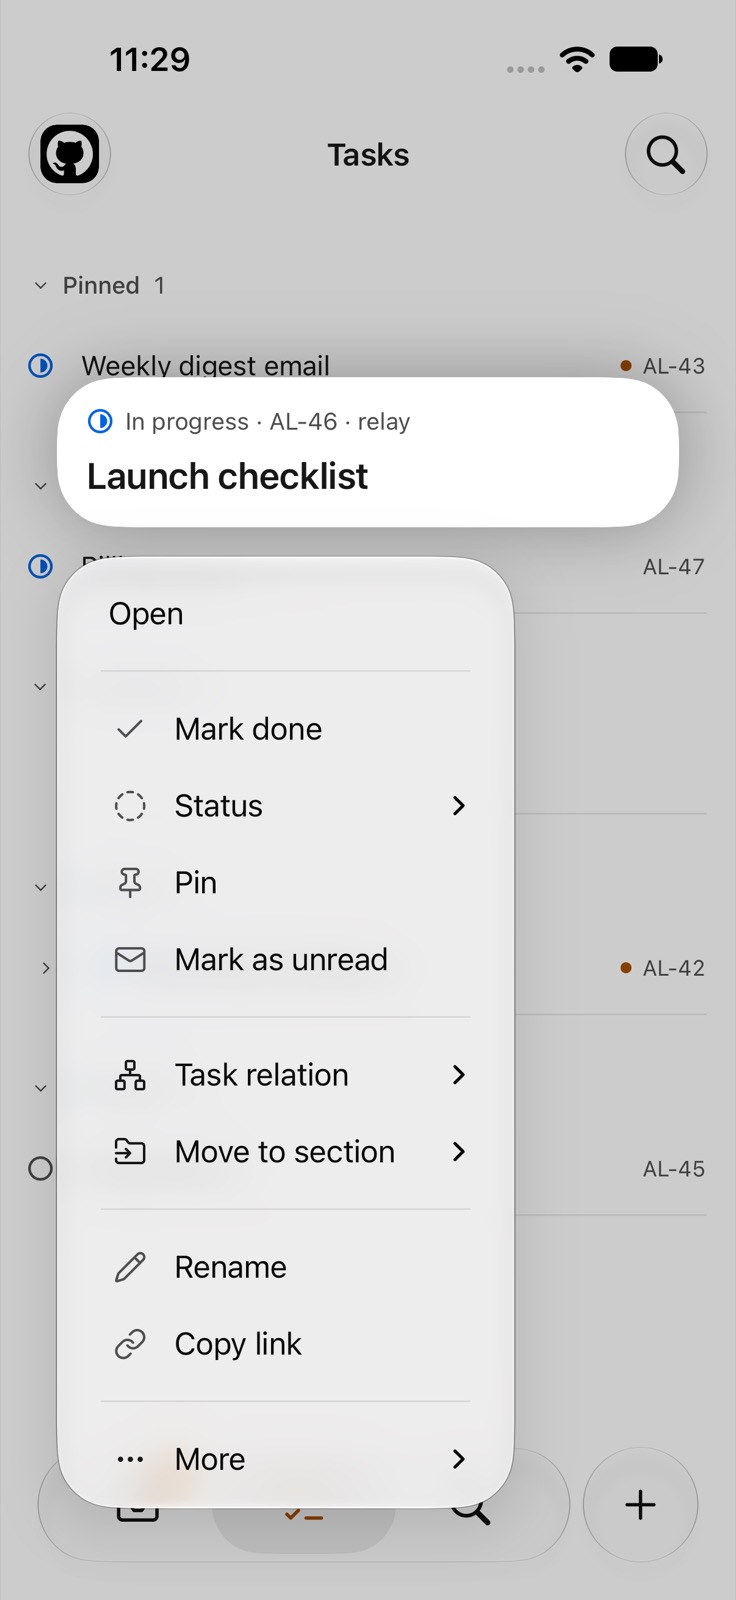 11:29
Tasks
Pinned 1
Weekly digest email AL-43
In progress · AL-46 · relay
Launch checklist
AL-47
Open
Mark done
Status
Pin
Mark as unread
AL-42
Task relation
Move to section
AL-45
Rename
Copy link
More